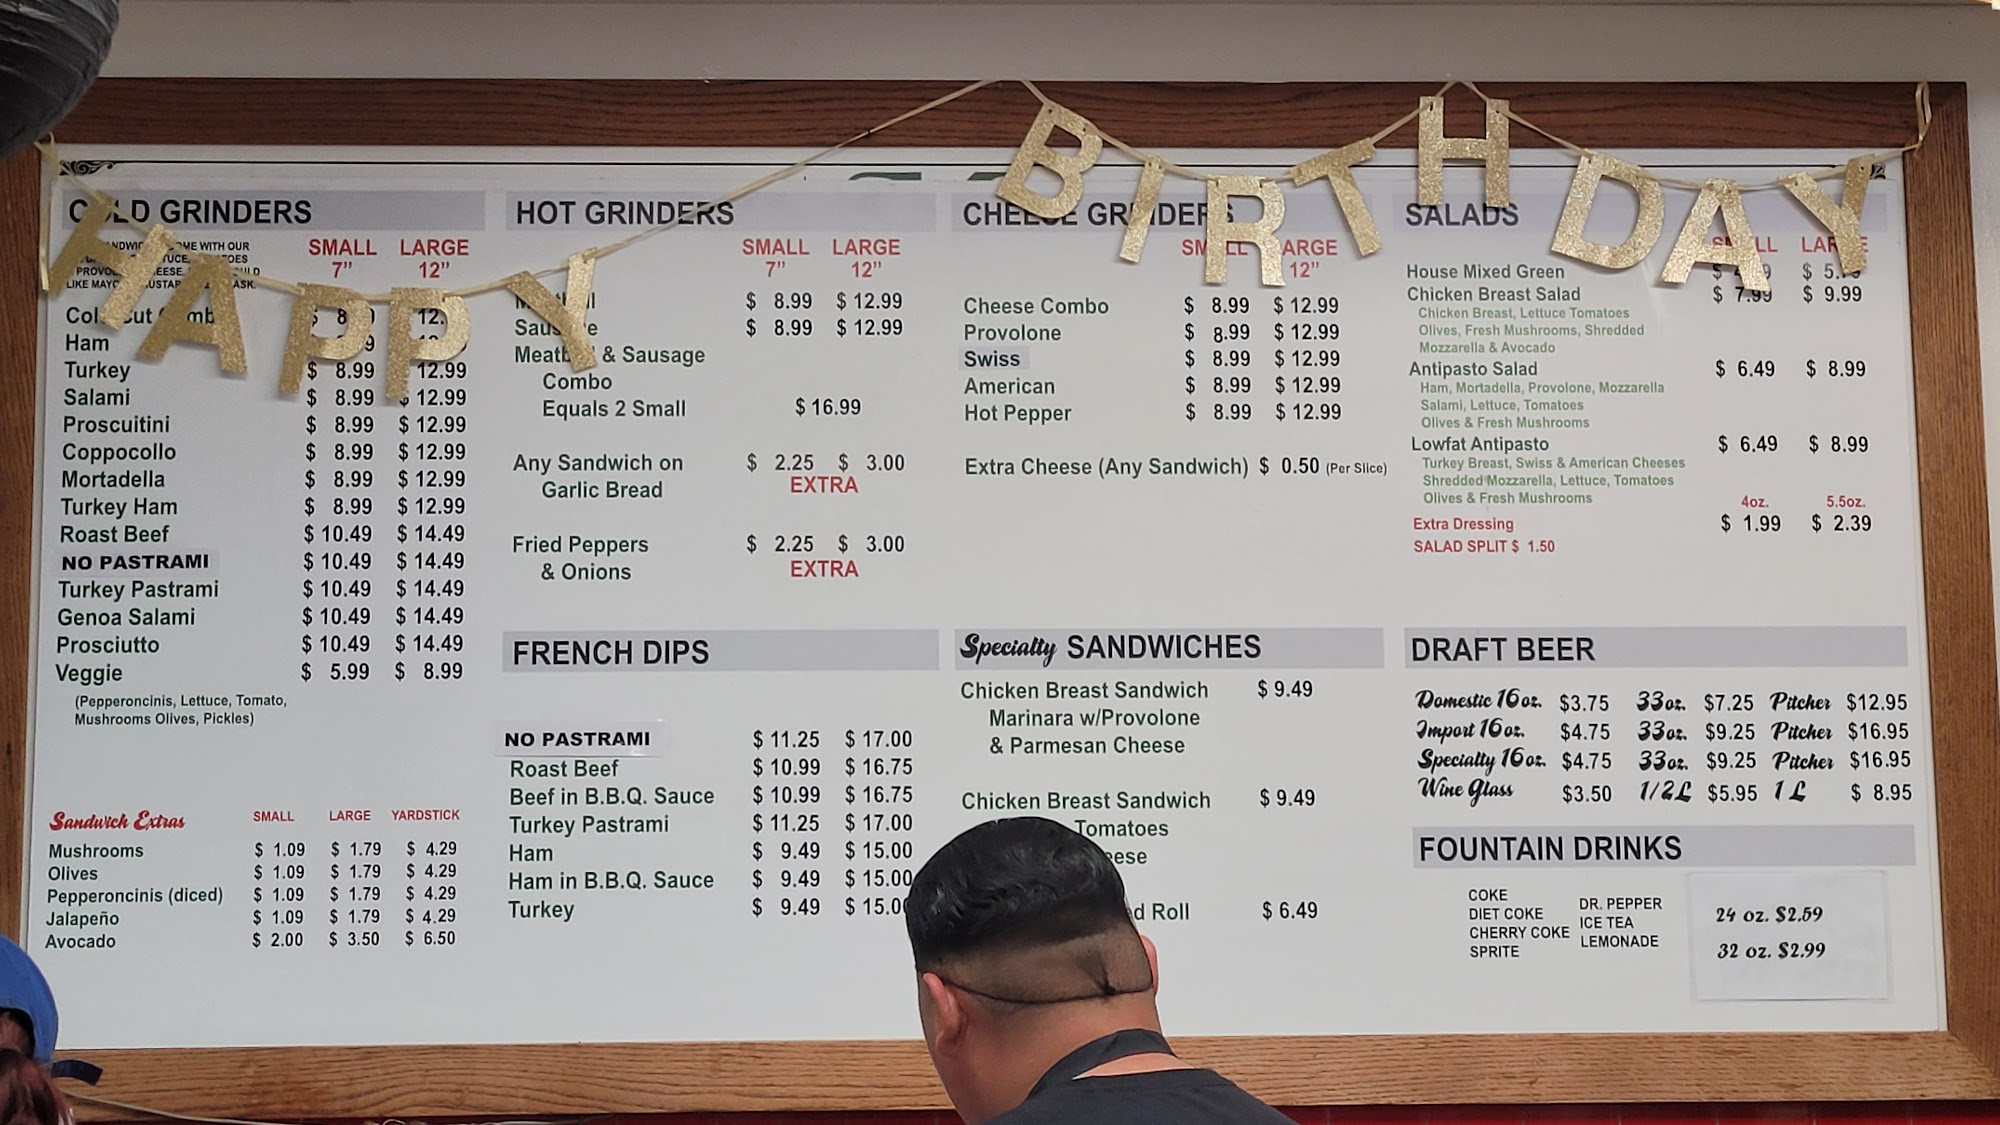 HAPPY BIRTHDAY
COLD GRINDERS
WITH OUR
LIKE ASK.
SMALL LARGE
7” 12”
Ham
Turkey $ 8.99 12.99
Salami $ 8.99 $ 12.99
Proscuitini $ 8.99 $ 12.99
Coppocollo $ 8.99 $ 12.99
Mortadella $ 8.99 $ 12.99
Turkey Ham $ 8.99 $ 12.99
Roast Beef $ 10.49 $ 14.49
NO PASTRAMI $ 10.49 $ 14.49
Turkey Pastrami $ 10.49 $ 14.49
Genoa Salami $ 10.49 $ 14.49
Prosciutto $ 10.49 $ 14.49
Veggie $ 5.99 $ 8.99
(Pepperoncinis, Lettuce, Tomato,
Mushrooms Olives, Pickles)
Sandwich Extras SMALL LARGE YARDSTICK
Mushrooms $ 1.09 $ 1.79 $ 4.29
Olives $ 1.09 $ 1.79 $ 4.29
Pepperoncinis (diced) $ 1.09 $ 1.79 $ 4.29
Jalapeño $ 1.09 $ 1.79 $ 4.29
Avocado $ 2.00 $ 3.50 $ 6.50
HOT GRINDERS
SMALL LARGE
7” 12”
$ 8.99 $ 12.99
$ 8.99 $ 12.99
& Sausage
Combo
Equals 2 Small $ 16.99
Any Sandwich on $ 2.25 $ 3.00
Garlic Bread EXTRA
Fried Peppers $ 2.25 $ 3.00
& Onions EXTRA
FRENCH DIPS
NO PASTRAMI $ 11.25 $ 17.00
Roast Beef $ 10.99 $ 16.75
Beef in B.B.Q. Sauce $ 10.99 $ 16.75
Turkey Pastrami $ 11.25 $ 17.00
Ham $ 9.49 $ 15.00
Ham in B.B.Q. Sauce $ 9.49 $ 15.00
Turkey $ 9.49 $ 15.00
CHEESE GRINDERS
SMALL LARGE
12”
Cheese Combo $ 8.99 $ 12.99
Provolone $ 8.99 $ 12.99
Swiss $ 8.99 $ 12.99
American $ 8.99 $ 12.99
Hot Pepper $ 8.99 $ 12.99
Extra Cheese (Any Sandwich) $ 0.50 (Per Slice)
Specialty SANDWICHES
Chicken Breast Sandwich $ 9.49
Marinara w/Provolone
& Parmesan Cheese
Chicken Breast Sandwich $ 9.49
Tomatoes
Roll $ 6.49
SALADS
SMALL LARGE
House Mixed Green
Chicken Breast Salad $ 7.99 $ 9.99
Chicken Breast, Lettuce Tomatoes
Olives, Fresh Mushrooms, Shredded
Mozzarella & Avocado
Antipasto Salad $ 6.49 $ 8.99
Ham, Mortadella, Provolone, Mozzarella
Salami, Lettuce, Tomatoes
Olives & Fresh Mushrooms
Lowfat Antipasto $ 6.49 $ 8.99
Turkey Breast, Swiss & American Cheeses
Shredded Mozzarella, Lettuce, Tomatoes
Olives & Fresh Mushrooms
4oz. 5.5oz.
Extra Dressing $ 1.99 $ 2.39
SALAD SPLIT $ 1.50
DRAFT BEER
Domestic 16oz. $3.75 33oz. $7.25 Pitcher $12.95
Import 16oz. $4.75 33oz. $9.25 Pitcher $16.95
Specialty 16oz. $4.75 33oz. $9.25 Pitcher $16.95
Wine Glass $3.50 1/2L $5.95 1 L $ 8.95
FOUNTAIN DRINKS
COKE
DIET COKE
CHERRY COKE
SPRITE
DR. PEPPER
ICE TEA
LEMONADE
24 oz. $2.59
32 oz. $2.99